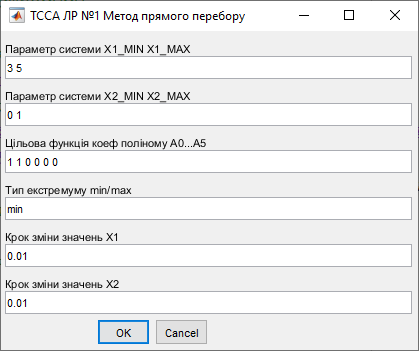 ТССА ЛР №1 Метод прямого перебору
Параметр системи X1_MIN X1_MAX
3 5
Параметр системи X2_MIN X2_MAX
0 1
Цільова функція коеф поліному A0...A5
1 1 0 0 0 0
Тип екстремуму min/max
min
Крок зміни значень X1
0.01
Крок зміни значень X2
0.01
OK Cancel